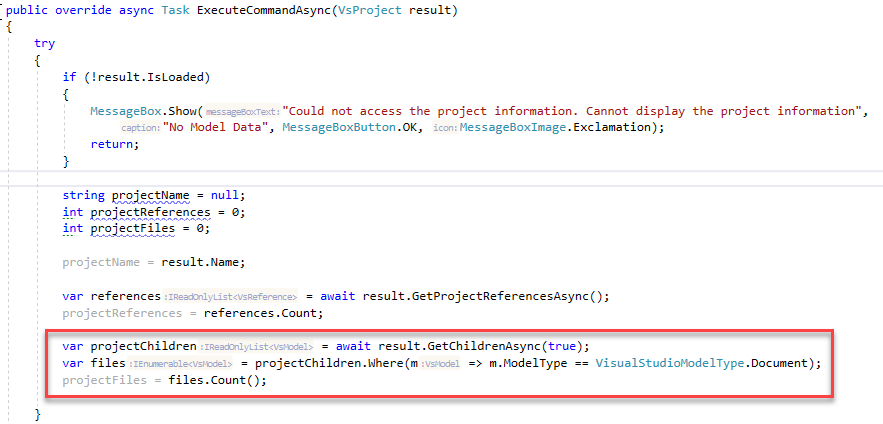 public override async Task ExecuteCommandAsync(VsProject result)
{
try
{
if (!result.IsLoaded)
{
MessageBox.Show( messageBoxText: "Could not access the project information. Cannot display the project information",
caption: "No Model Data", MessageBoxButton.OK, icon: MessageBoxImage.Exclamation);
return;
}
string projectName = null;
int projectReferences = 0;
int projectFiles = 0;
projectName = result.Name;
var references :IReadOnlyList<VsReference> = await result.GetProjectReferencesAsync();
projectReferences = references.Count;
var projectChildren :IReadOnlyList<VsModel> = await result.GetChildrenAsync(true);
var files :IEnumerable<VsModel> = projectChildren.Where(m :VsModel => m.ModelType == VisualStudioModelType.Document);
projectFiles = files.Count();
}